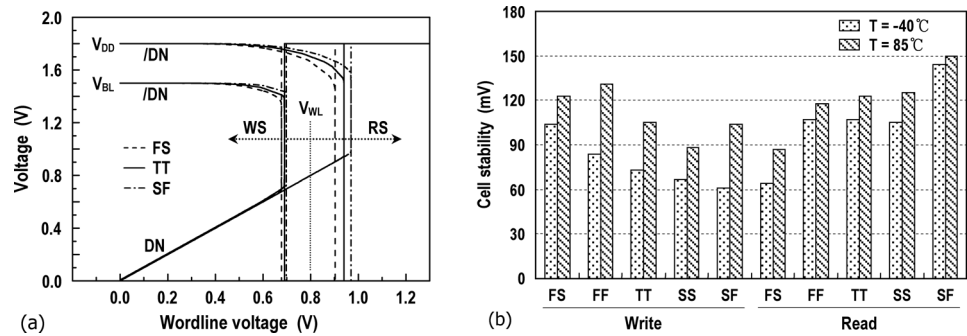 2.0
1.6
1.2
0.8
0.4
0.0
Voltage (V)
V_DD
/DN
V_BL
/DN
V_WL
WS
RS
FS
TT
SF
DN
0.0 0.2 0.4 0.6 0.8 1.0 1.2
Wordline voltage (V)
(a)
180
150
120
90
60
30
0
Cell stability (mV)
T = -40℃
T = 85℃
FS FF TT SS SF FS FF TT SS SF
Write Read
(b)